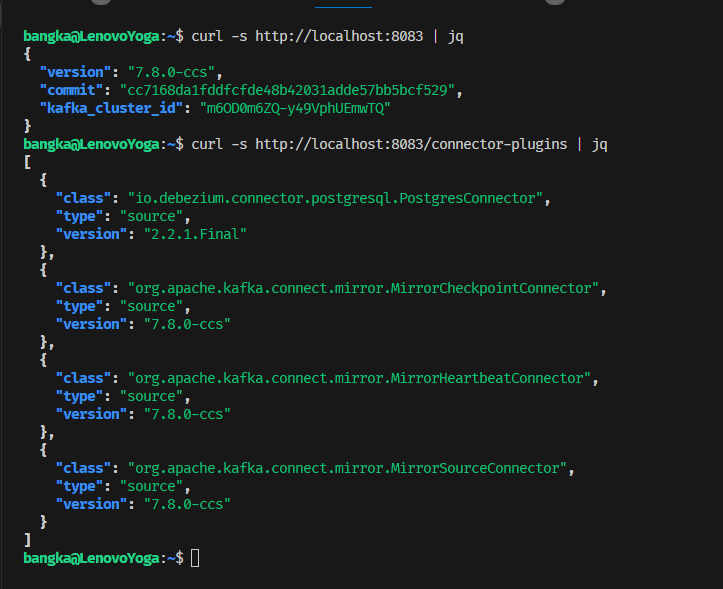 bangka@LenovoYoga:~$ curl -s http://localhost:8083 | jq
{
  "version": "7.8.0-ccs",
  "commit": "cc7168da1fddfcfde48b42031adde57bb5bcf529",
  "kafka_cluster_id": "m6OD0m6ZQ-y49VphUEmwTQ"
}
bangka@LenovoYoga:~$ curl -s http://localhost:8083/connector-plugins | jq
[
  {
    "class": "io.debezium.connector.postgresql.PostgresConnector",
    "type": "source",
    "version": "2.2.1.Final"
  },
  {
    "class": "org.apache.kafka.connect.mirror.MirrorCheckpointConnector",
    "type": "source",
    "version": "7.8.0-ccs"
  },
  {
    "class": "org.apache.kafka.connect.mirror.MirrorHeartbeatConnector",
    "type": "source",
    "version": "7.8.0-ccs"
  },
  {
    "class": "org.apache.kafka.connect.mirror.MirrorSourceConnector",
    "type": "source",
    "version": "7.8.0-ccs"
  }
]
bangka@LenovoYoga:~$